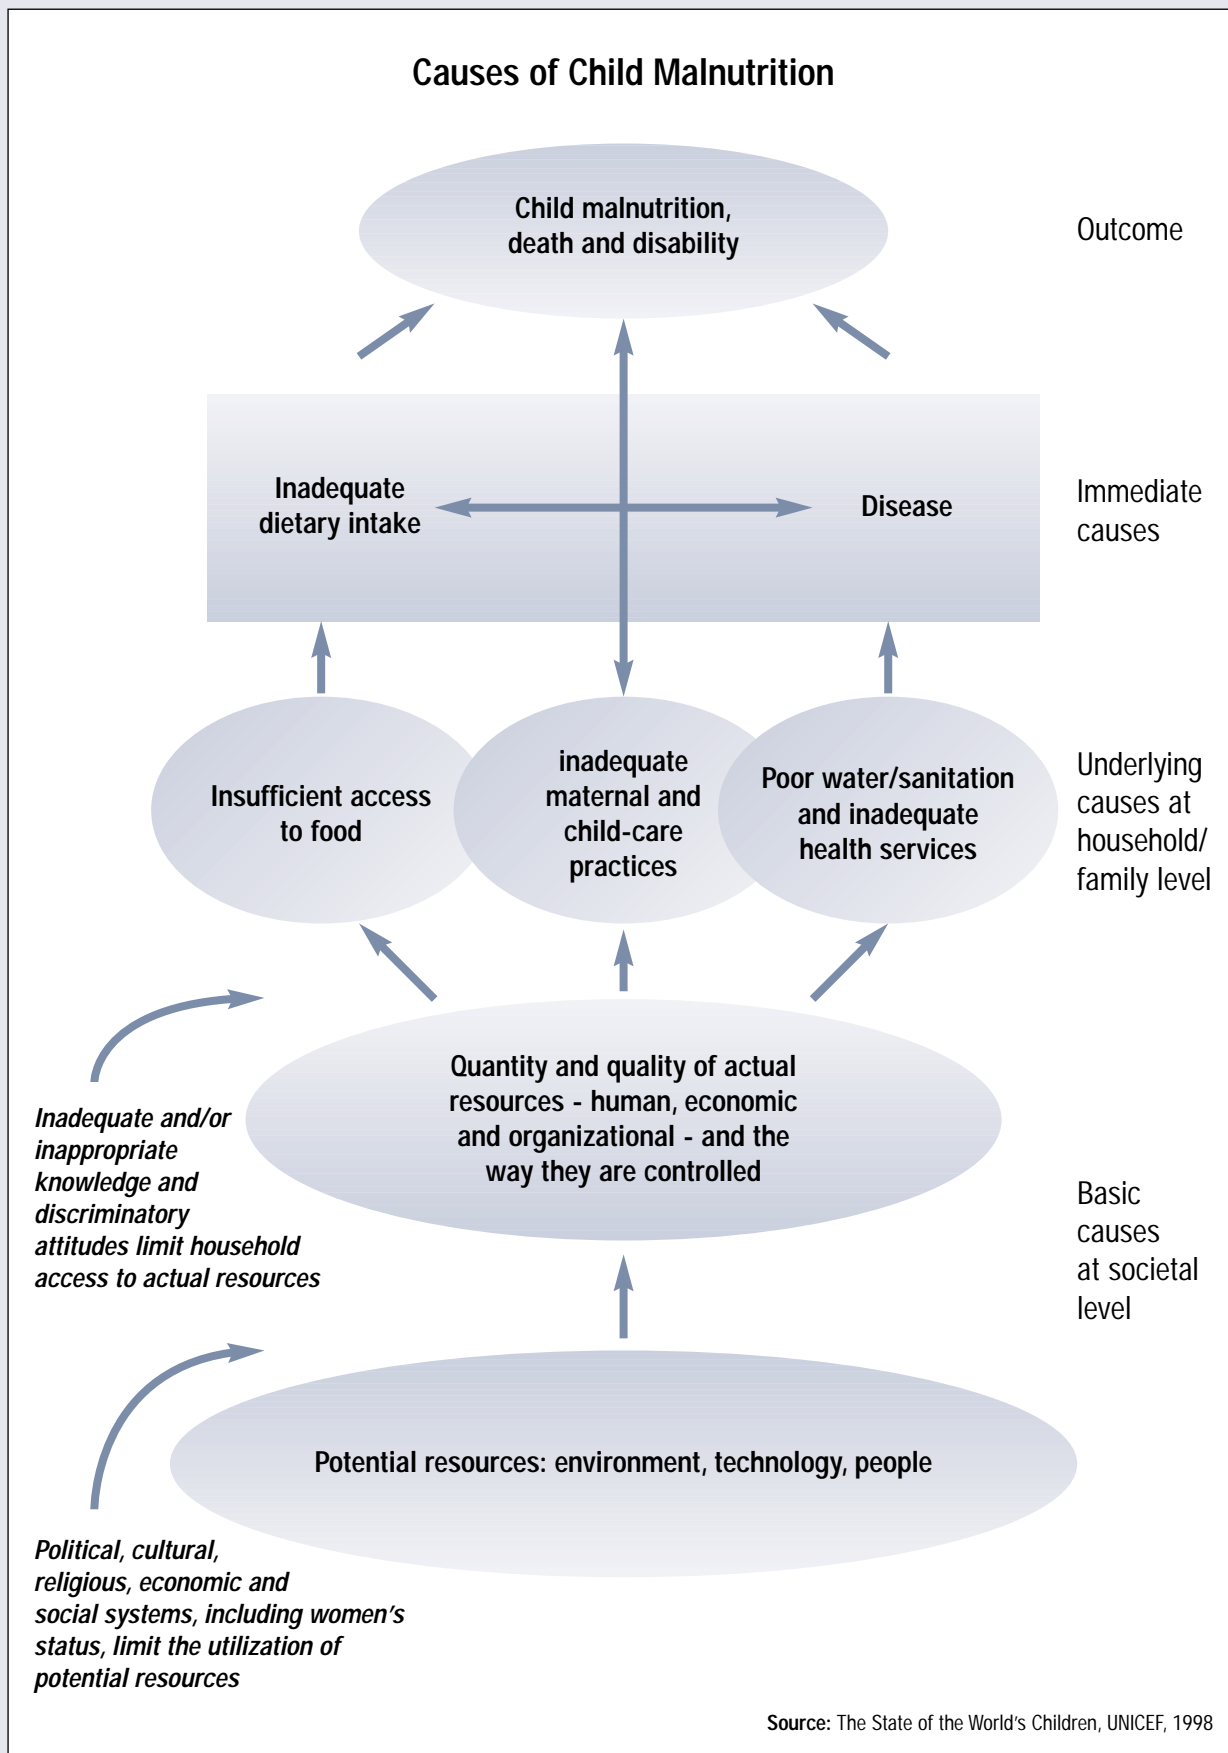 Causes of Child Malnutrition
Child malnutrition,
death and disability
Outcome
Inadequate
dietary intake
Disease
Immediate
causes
Insufficient access
to food
inadequate
maternal and
child-care
practices
Poor water/sanitation
and inadequate
health services
Underlying
causes at
household/
family level
Quantity and quality of actual
resources - human, economic
and organizational - and the
way they are controlled
Inadequate and/or
inappropriate
knowledge and
discriminatory
attitudes limit household
access to actual resources
Basic
causes
at societal
level
Potential resources: environment, technology, people
Political, cultural,
religious, economic and
social systems, including women's
status, limit the utilization of
potential resources
Source: The State of the World's Children, UNICEF, 1998